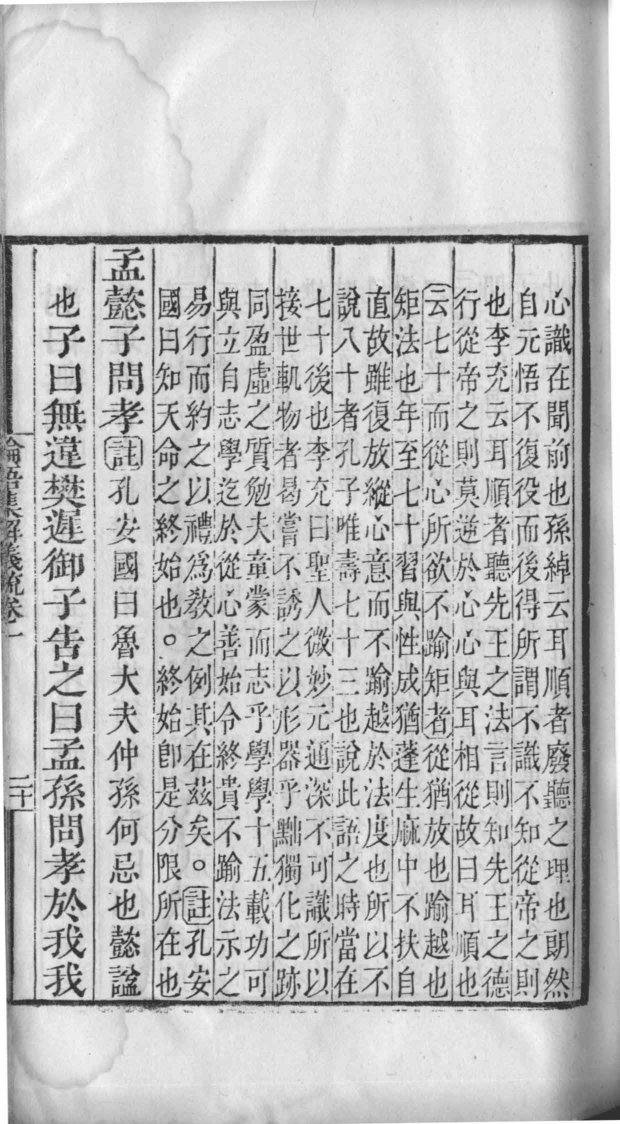 心識在聞前也孫綽云耳順者廢聽之理也朗然
自元悟不復役而後得所謂不識不知從帝之則
也李充云耳順者聽先王之法言則知先王之德
行從帝之則莫逆於心心與耳相從故曰耳順也
云七十而從心所欲不踰矩者從猶放也踰越也
矩法也年至七十習與性成猶蓬生麻中不扶自
直故雖復放縱心意而不踰越於法度也所以不
說八十者孔子唯壽七十三也說此語之時當在
七十後也李充曰聖人微妙元通深不可識所以
接世軌物者曷嘗不誘之以形器乎黜獨化之跡
同盈虛之質勉夫童蒙而志乎學學十五載功可
與立自志學迄於從心善始令終貴不踰法示之
易行而約之以禮爲敎之例其在茲矣。註孔安
國曰知天命之終始也。終始卽是分限所在也
孟懿子問孝註孔安國曰魯大夫仲孫何忌也懿諡
也子曰無違樊遲御子告之曰孟孫問孝於我我
論語集解義疏卷一 二十